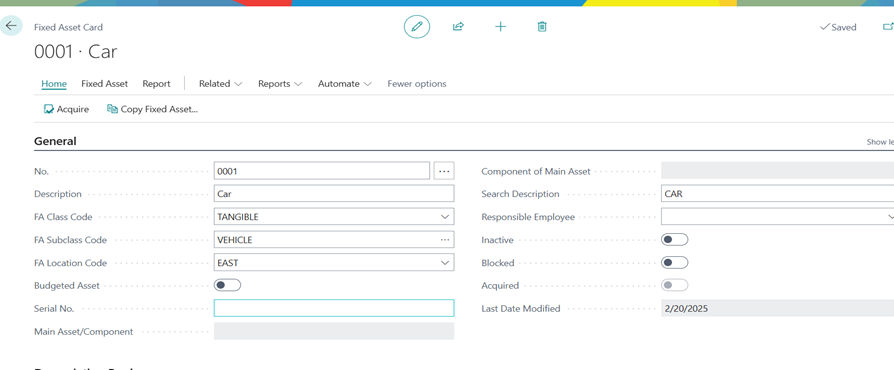 Fixed Asset Card
Saved
0001 · Car
Home Fixed Asset Report Related Reports Automate Fewer options
Acquire Copy Fixed Asset...
General
Show le
No. 0001 ...
Component of Main Asset
Description Car
Search Description CAR
FA Class Code TANGIBLE
Responsible Employee
FA Subclass Code VEHICLE ...
Inactive
FA Location Code EAST
Blocked
Budgeted Asset
Acquired
Serial No.
Last Date Modified 2/20/2025
Main Asset/Component